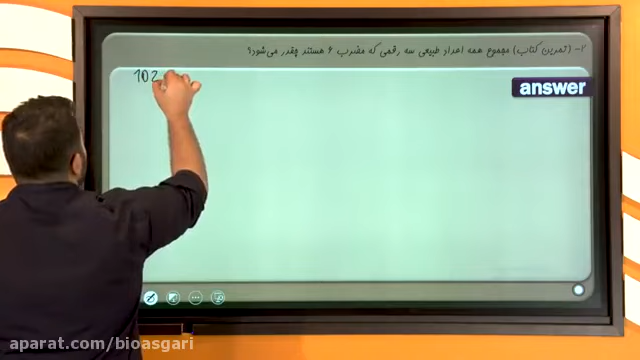 ۲- (تمرین کتاب) مجموع همه اعداد طبیعی سه رقمی که مضرب ۶ هستند چقدر می‌شود؟
102
answer
aparat.com/bioasgari